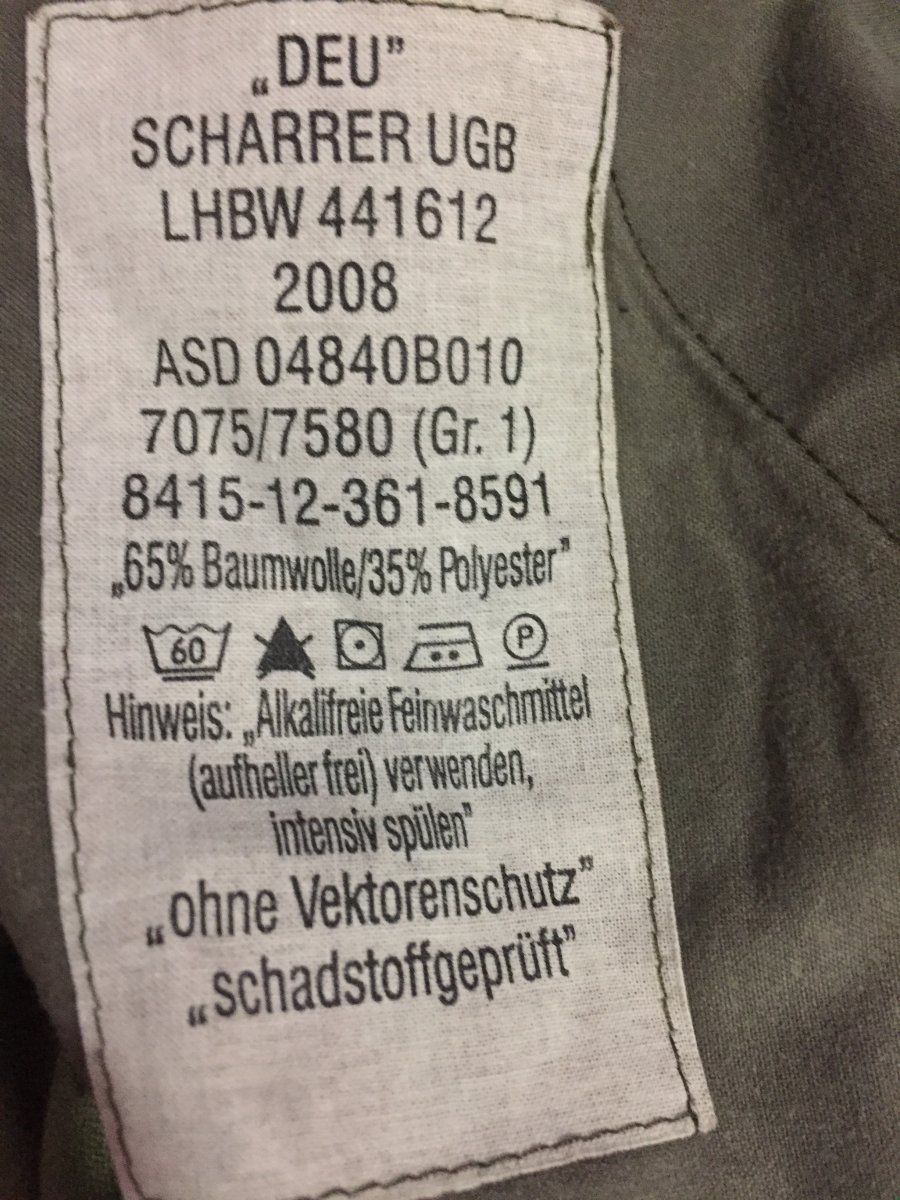 „DEU”
SCHARRER UGB
LHBW 441612
2008
ASD 04840B010
7075/7580 (Gr. 1)
8415-12-361-8591
„65% Baumwolle/35% Polyester”
60 P
Hinweis: „Alkalifreie Feinwaschmittel
(aufheller frei) verwenden,
intensiv spülen”
„ohne Vektorenschutz”
„schadstoffgeprüft”